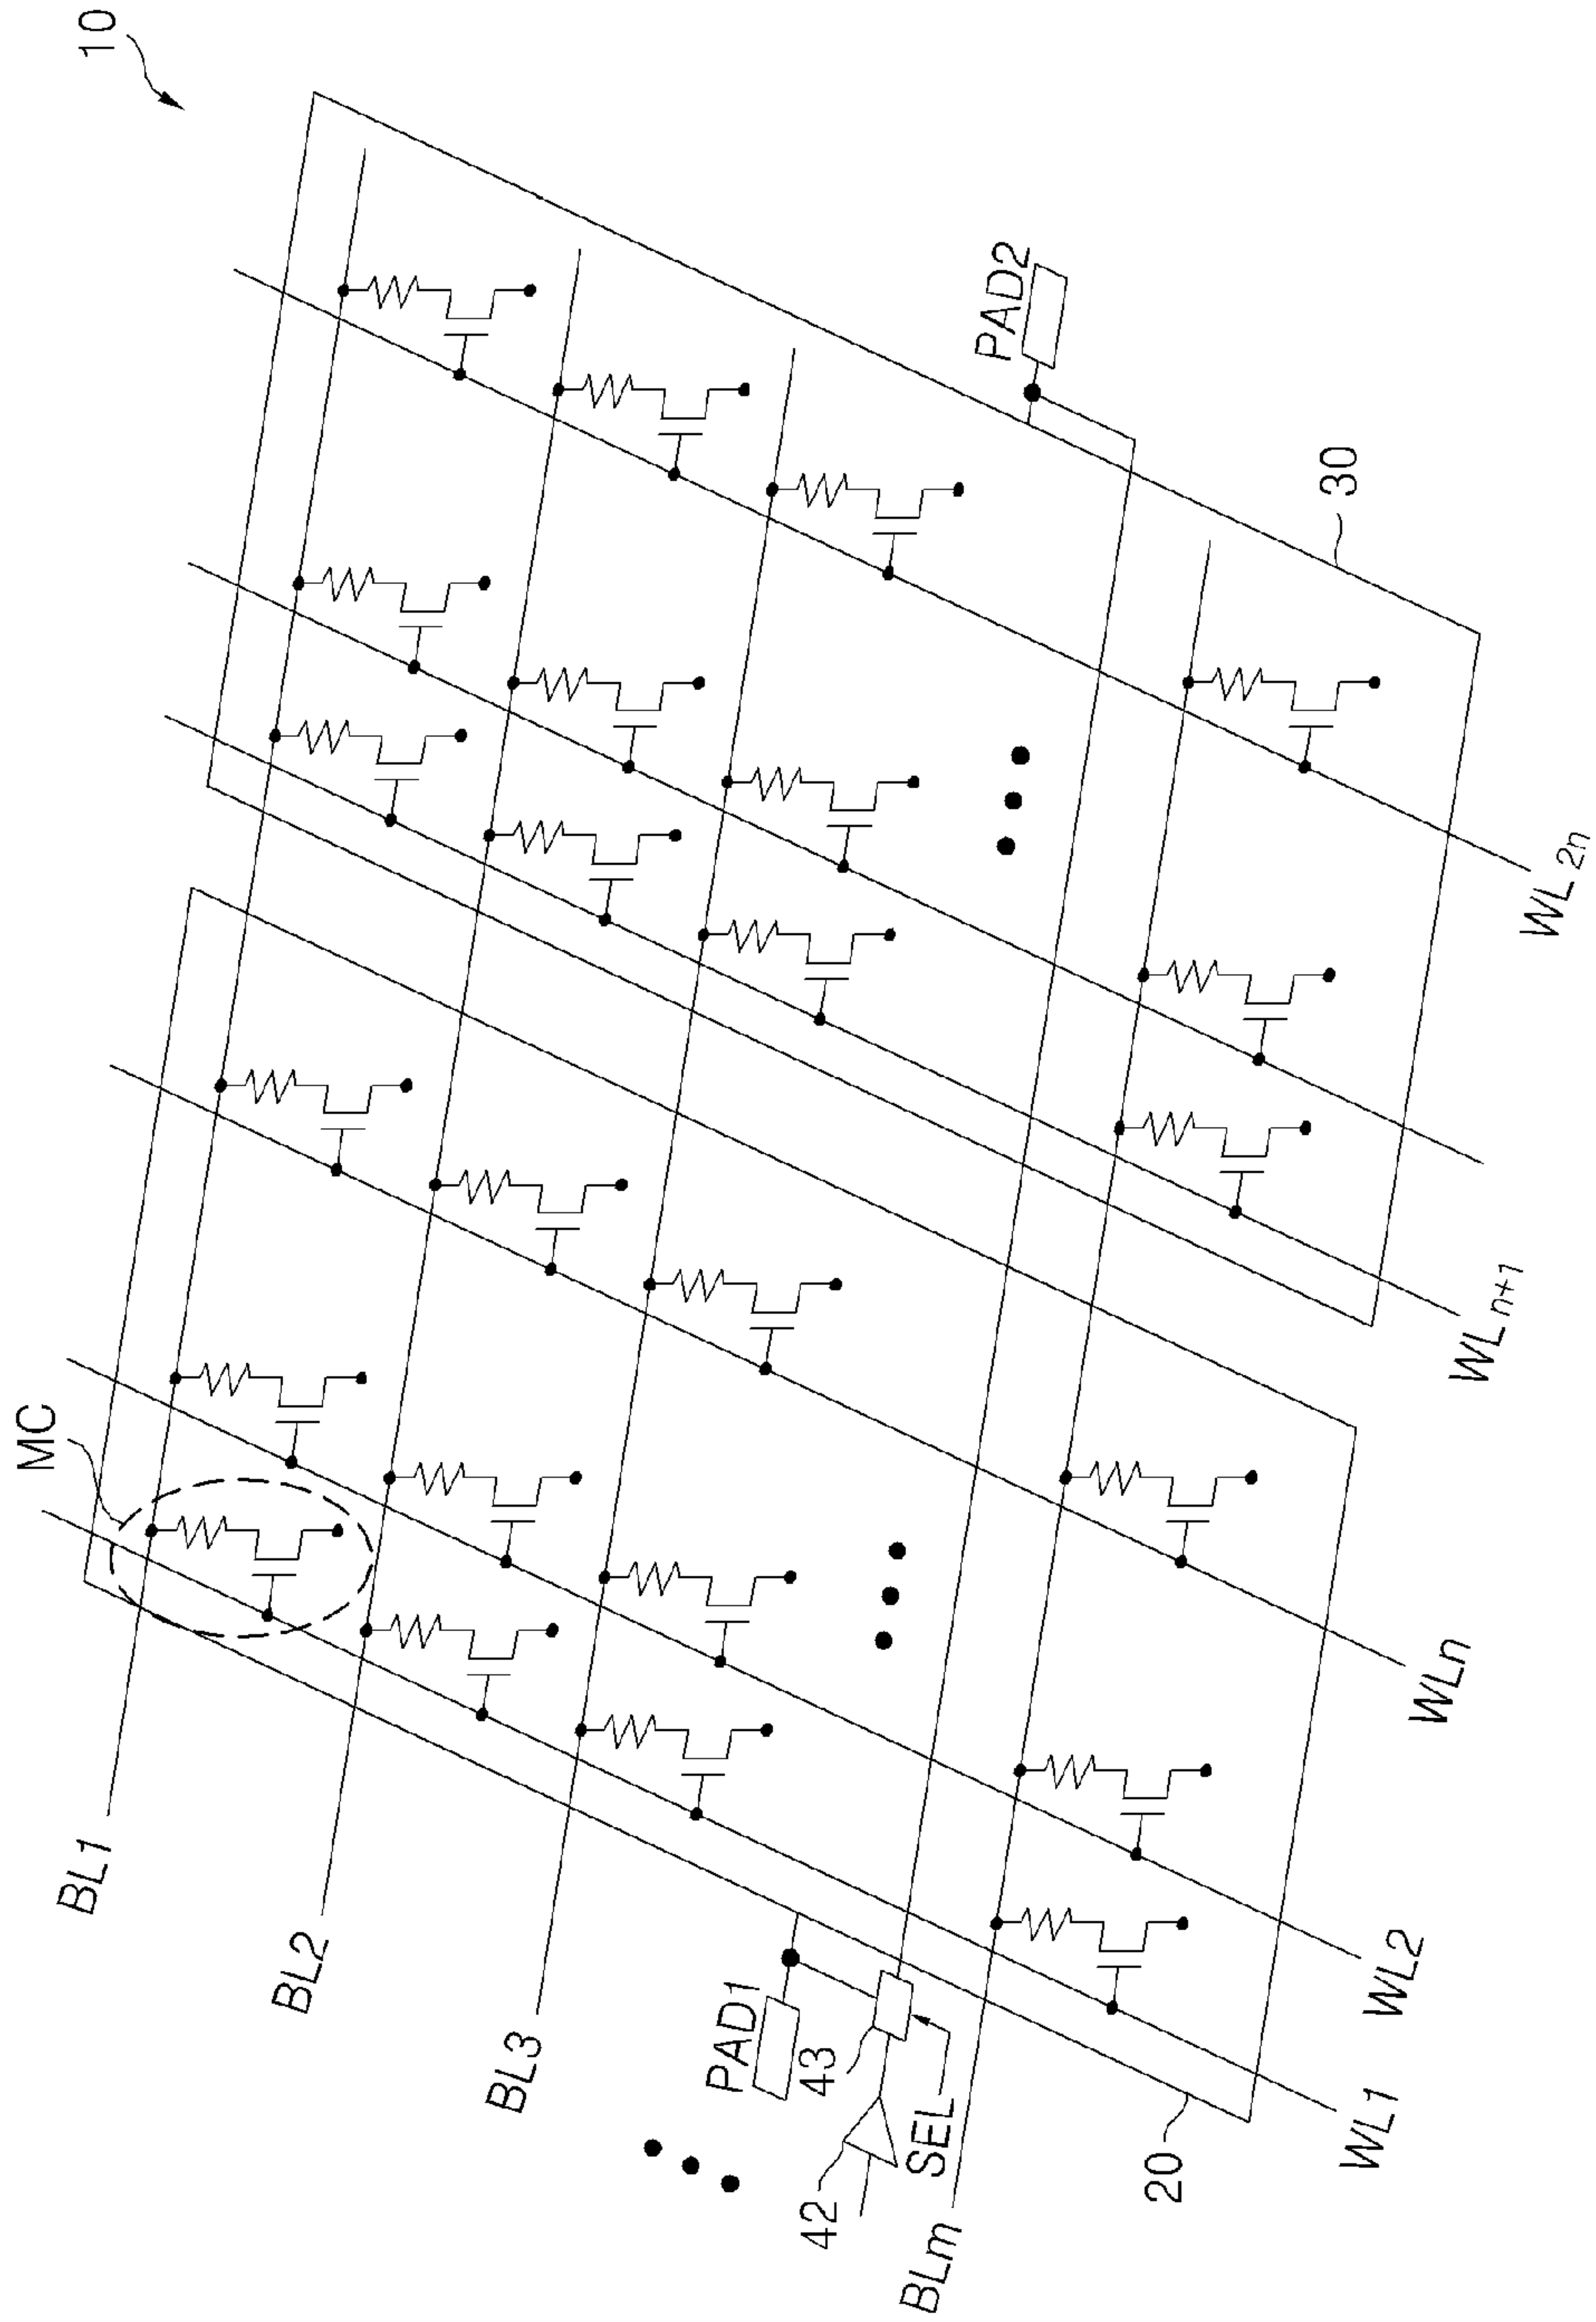 10
MC
BL1
BL2
BL3
BLm
PAD1
PAD2
42
43
SEL
20
30
WL1
WL2
WLn
WLn+1
WL2n